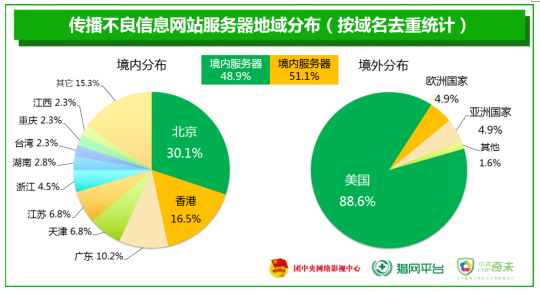 传播不良信息网站服务器地域分布（按域名去重统计）
境内分布
境内服务器
48.9%
境内服务器
51.1%
境外分布
其它 15.3%
江西 2.3%
重庆 2.3%
台湾 2.3%
湖南 2.8%
浙江 4.5%
江苏 6.8%
天津 6.8%
广东 10.2%
北京
30.1%
香港
16.5%
欧洲国家
4.9%
亚洲国家
4.9%
其他
1.6%
美国
88.6%
团中央网络影视中心
猎网平台
中青奇未